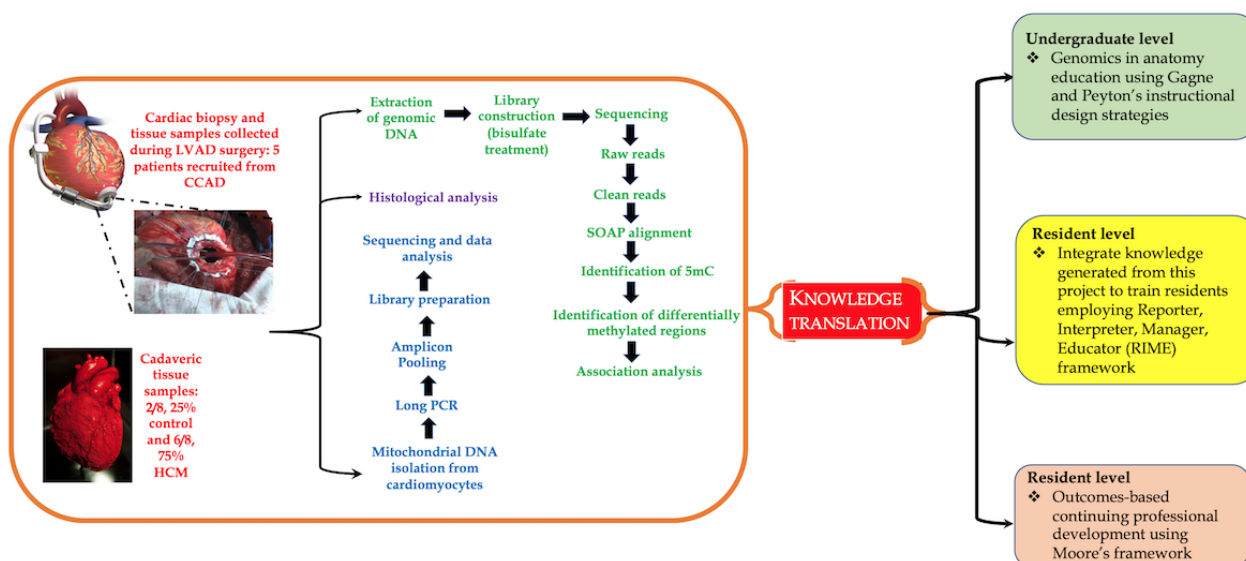 Cardiac biopsy and
tissue samples collected
during LVAD surgery: 5
patients recruited from
CCAD
Cadaveric
tissue
samples:
2/8, 25%
control
and 6/8,
75%
HCM
Extraction
of genomic
DNA
Library
construction
(bisulfate
treatment)
Sequencing
Raw reads
Clean reads
SOAP alignment
Identification of 5mC
Identification of differentially
methylated regions
Association analysis
Histological analysis
Sequencing and data
analysis
Library preparation
Amplicon
Pooling
Long PCR
Mitochondrial DNA
isolation from
cardiomyocytes
KNOWLEDGE
TRANSLATION
Undergraduate level
❖ Genomics in anatomy
education using Gagne
and Peyton's instructional
design strategies
Resident level
❖ Integrate knowledge
generated from this
project to train residents
employing Reporter,
Interpreter, Manager,
Educator (RIME)
framework
Resident level
❖ Outcomes-based
continuing professional
development using
Moore's framework